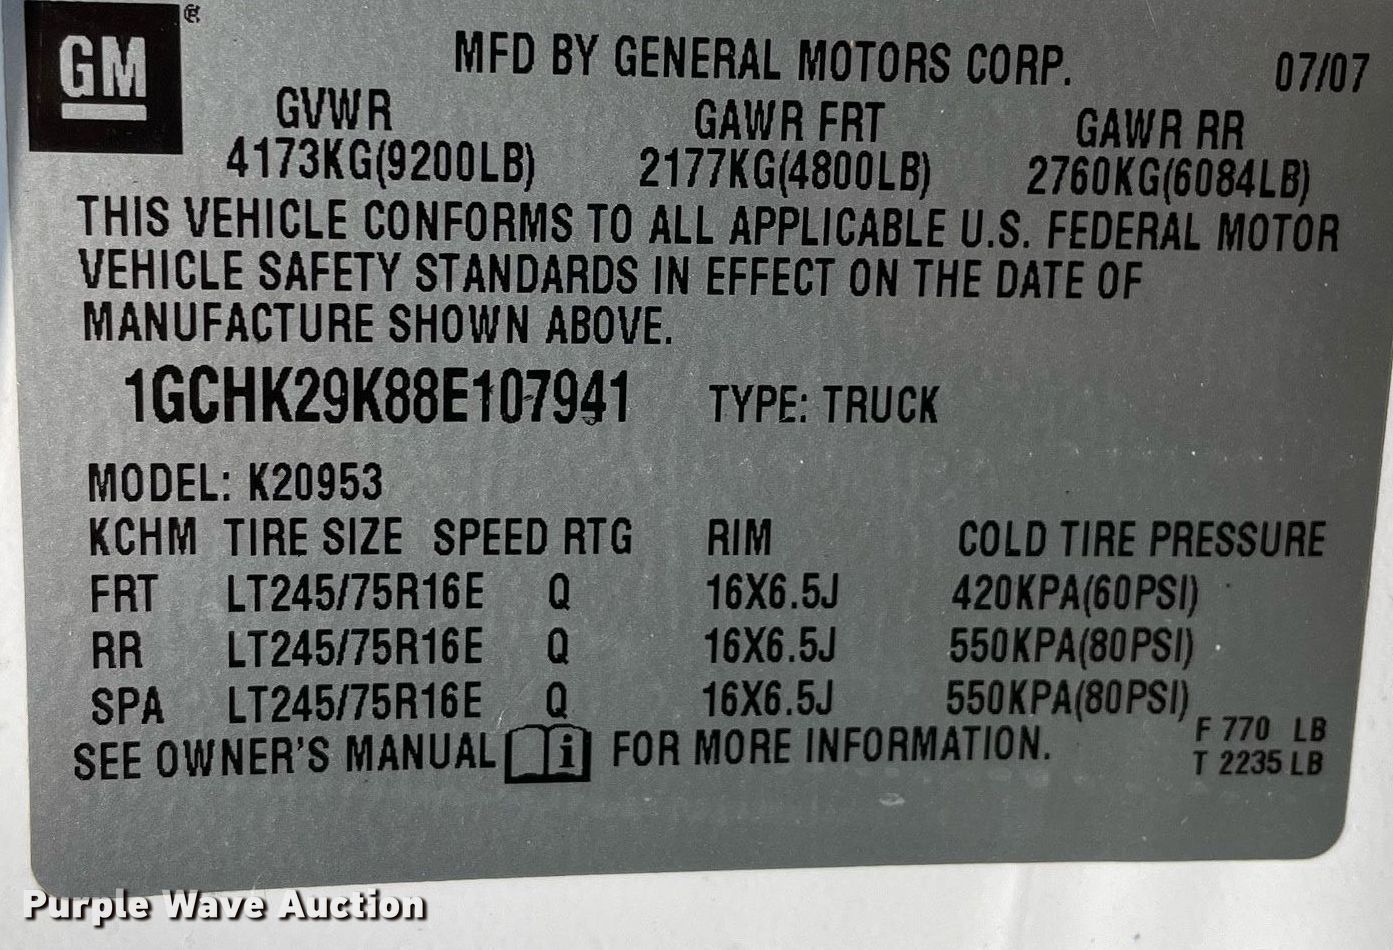 GM ®
MFD BY GENERAL MOTORS CORP. 07/07
GVWR GAWR FRT GAWR RR
4173KG(9200LB) 2177KG(4800LB) 2760KG(6084LB)
THIS VEHICLE CONFORMS TO ALL APPLICABLE U.S. FEDERAL MOTOR
VEHICLE SAFETY STANDARDS IN EFFECT ON THE DATE OF
MANUFACTURE SHOWN ABOVE.
1GCHK29K88E107941 TYPE: TRUCK
MODEL: K20953
KCHM TIRE SIZE SPEED RTG RIM COLD TIRE PRESSURE
FRT LT245/75R16E Q 16X6.5J 420KPA(60PSI)
RR LT245/75R16E Q 16X6.5J 550KPA(80PSI)
SPA LT245/75R16E Q 16X6.5J 550KPA(80PSI)
SEE OWNER'S MANUAL i FOR MORE INFORMATION. F 770 LB
T 2235 LB
Purple Wave Auction